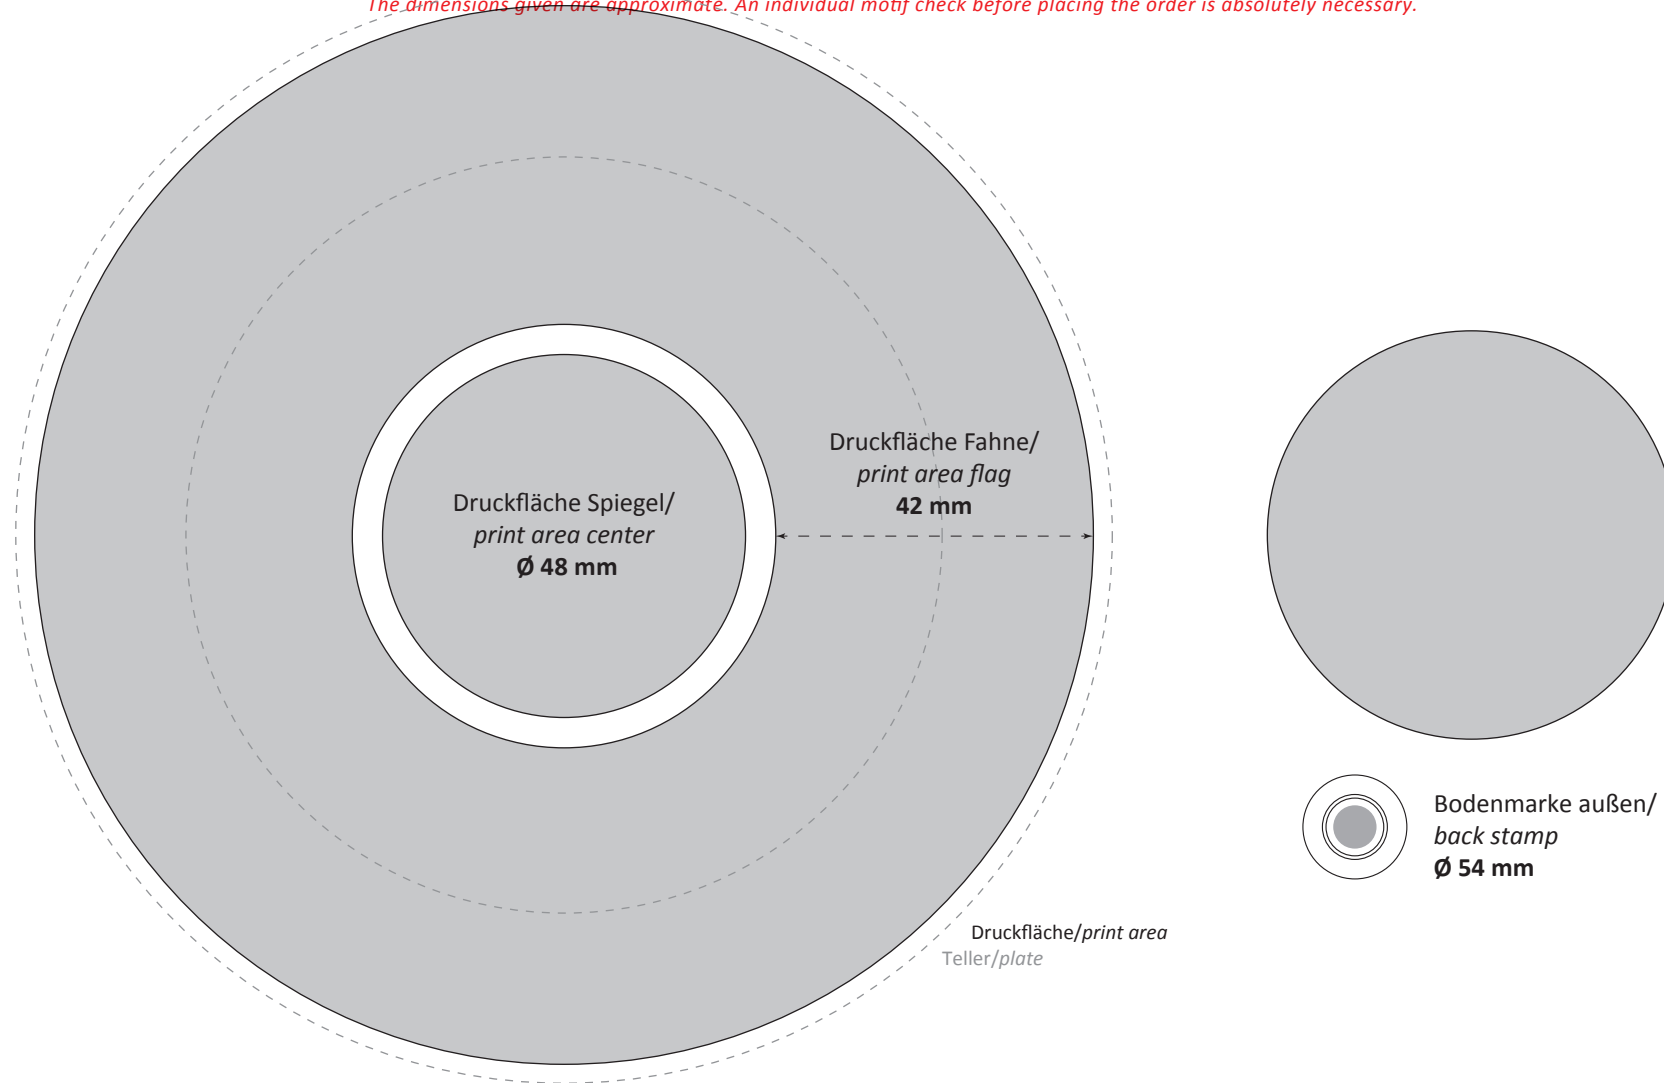 The dimensions given are approximate. An individual motif check before placing the order is absolutely necessary.
Druckfläche Fahne/
print area flag
42 mm
Druckfläche Spiegel/
print area center
Ø 48 mm
Bodenmarke außen/
back stamp
Ø 54 mm
Druckfläche/print area
Teller/plate